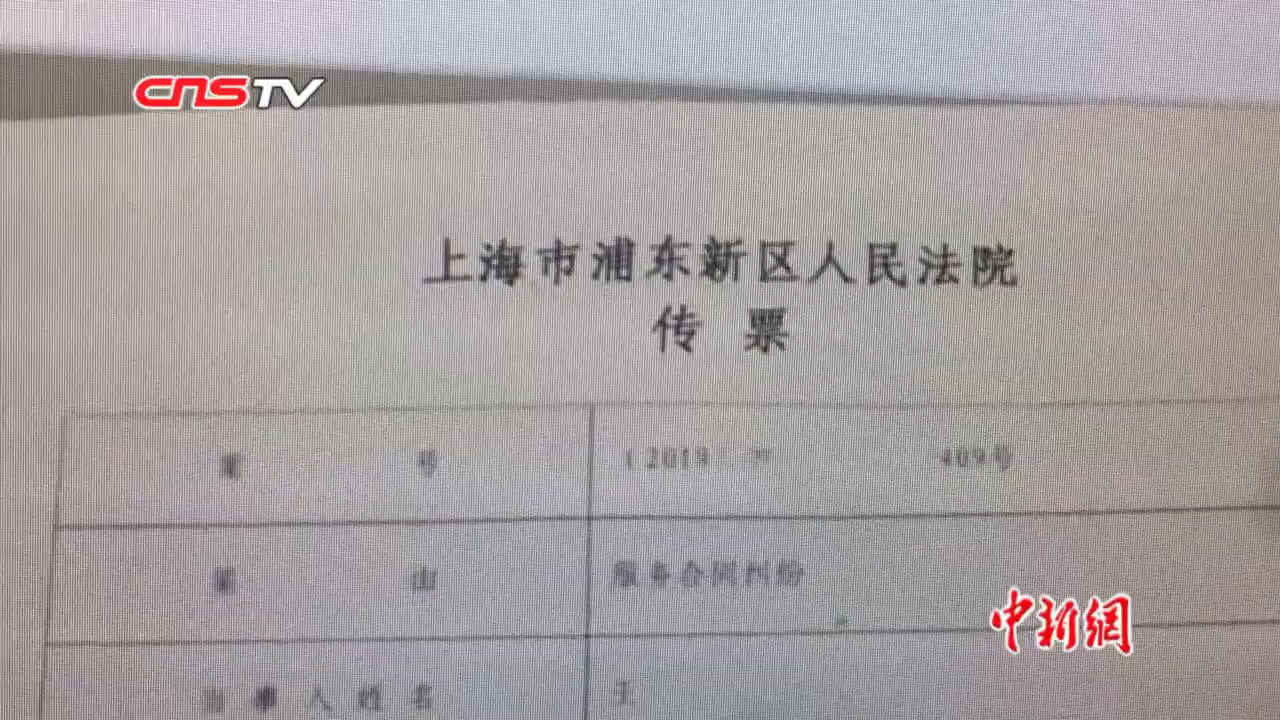 CNSTV
上海市浦东新区人民法院
传 票
案 号 (2019 409号
案 由 服务合同纠纷
中新網
当事人姓名 王